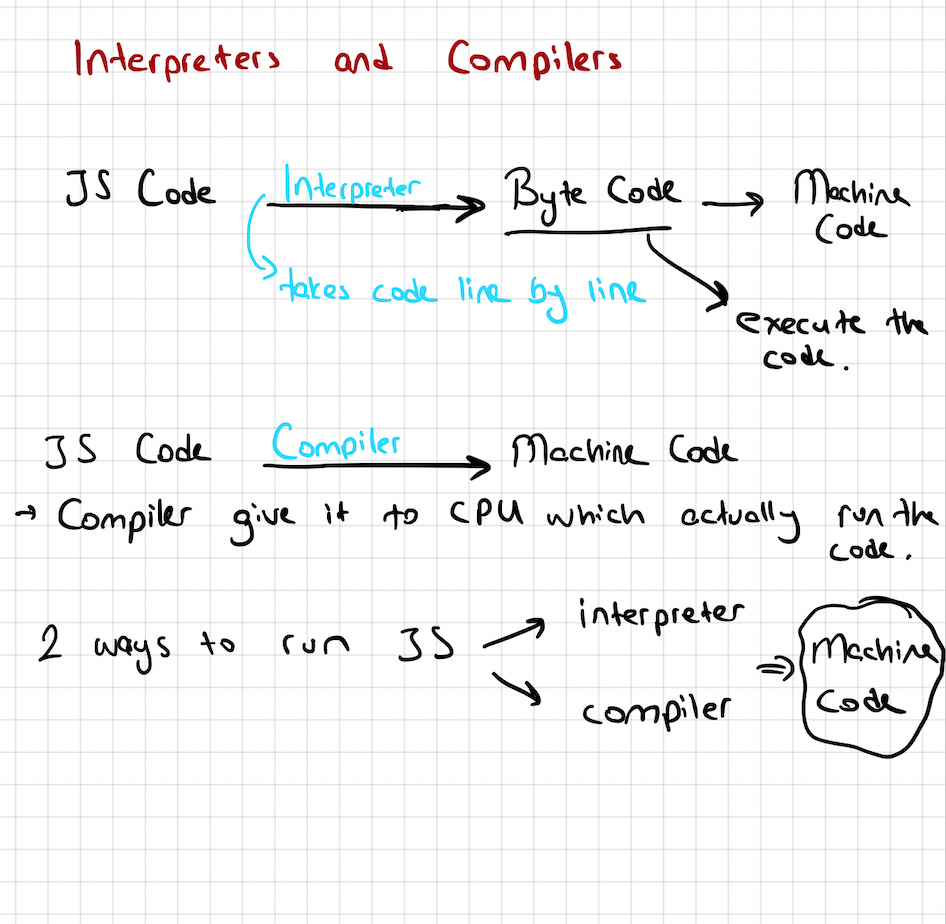 Interpreters and Compilers
JS Code Interpreter Byte Code → Machine
Code
takes code line by line
execute the
code.
JS Code Compiler Machine Code
→ Compiler give it to CPU which actually run the
code.
interpreter
2 ways to run JS ⇒ Machine
Code
compiler